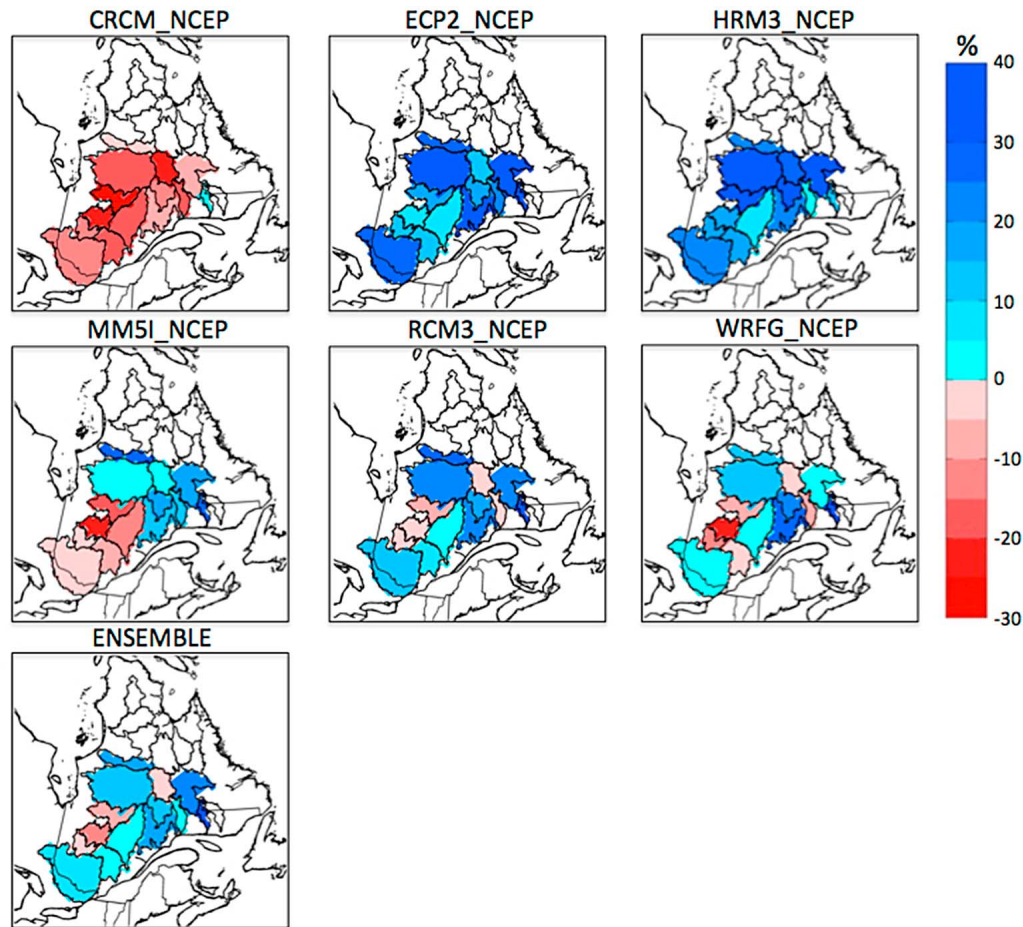 CRCM_NCEP
ECP2_NCEP
HRM3_NCEP
%
40
30
20
10
0
-10
-20
-30
MM5I_NCEP
RCM3_NCEP
WRFG_NCEP
ENSEMBLE